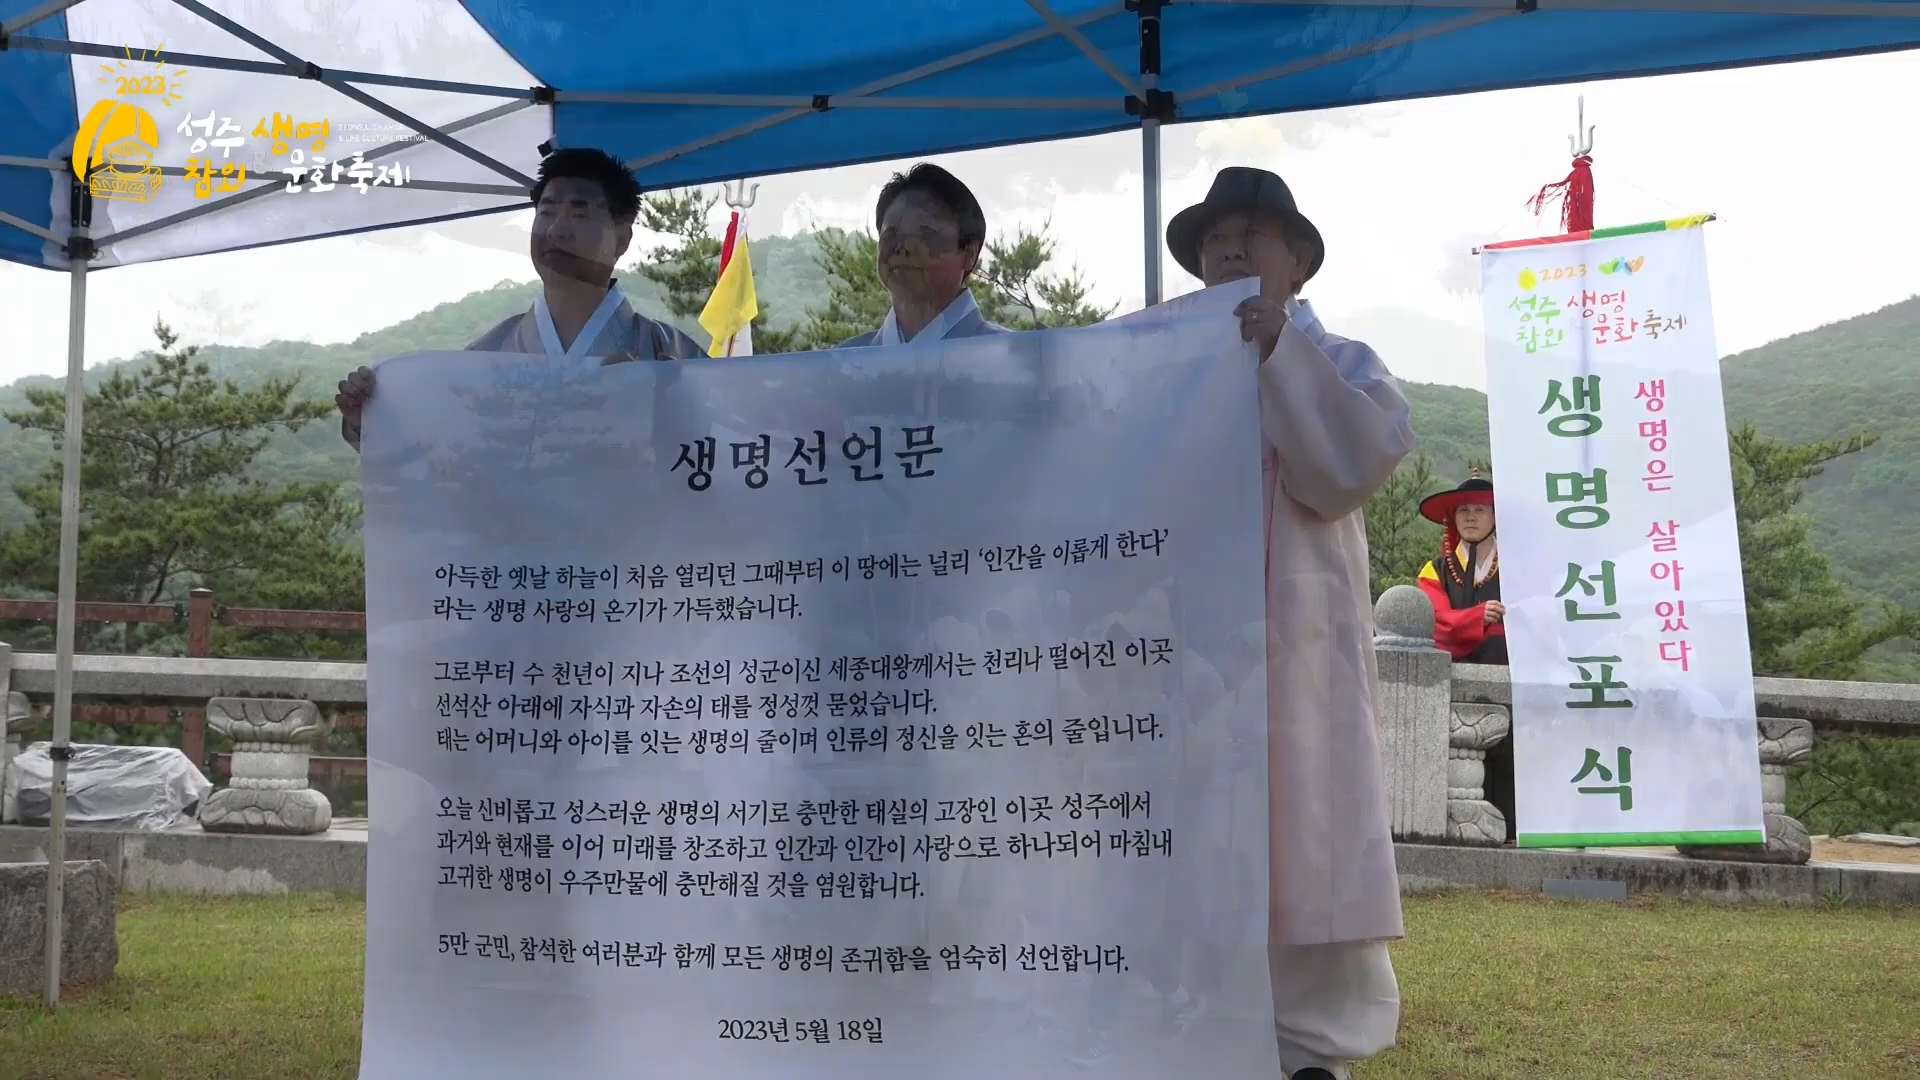 2023
성주 생명
참외 & 문화축제
& LIFE CULTURE FESTIVAL
생명선언문
아득한 옛날 하늘이 처음 열리던 그때부터 이 땅에는 널리 ‘인간을 이롭게 한다’
라는 생명 사랑의 온기가 가득했습니다.
그로부터 수 천년이 지나 조선의 성군이신 세종대왕께서는 천리나 떨어진 이곳
선석산 아래에 자식과 자손의 태를 정성껏 묻었습니다.
태는 어머니와 아이를 잇는 생명의 줄이며 인류의 정신을 잇는 혼의 줄입니다.
오늘 신비롭고 성스러운 생명의 서기로 충만한 태실의 고장인 이곳 성주에서
과거와 현재를 이어 미래를 창조하고 인간과 인간이 사랑으로 하나되어 마침내
고귀한 생명이 우주만물에 충만해질 것을 염원합니다.
5만 군민, 참석한 여러분과 함께 모든 생명의 존귀함을 엄숙히 선언합니다.
2023년 5월 18일
2023
성주 생명
참외 문화축제
생명은 살아있다
생명선포식